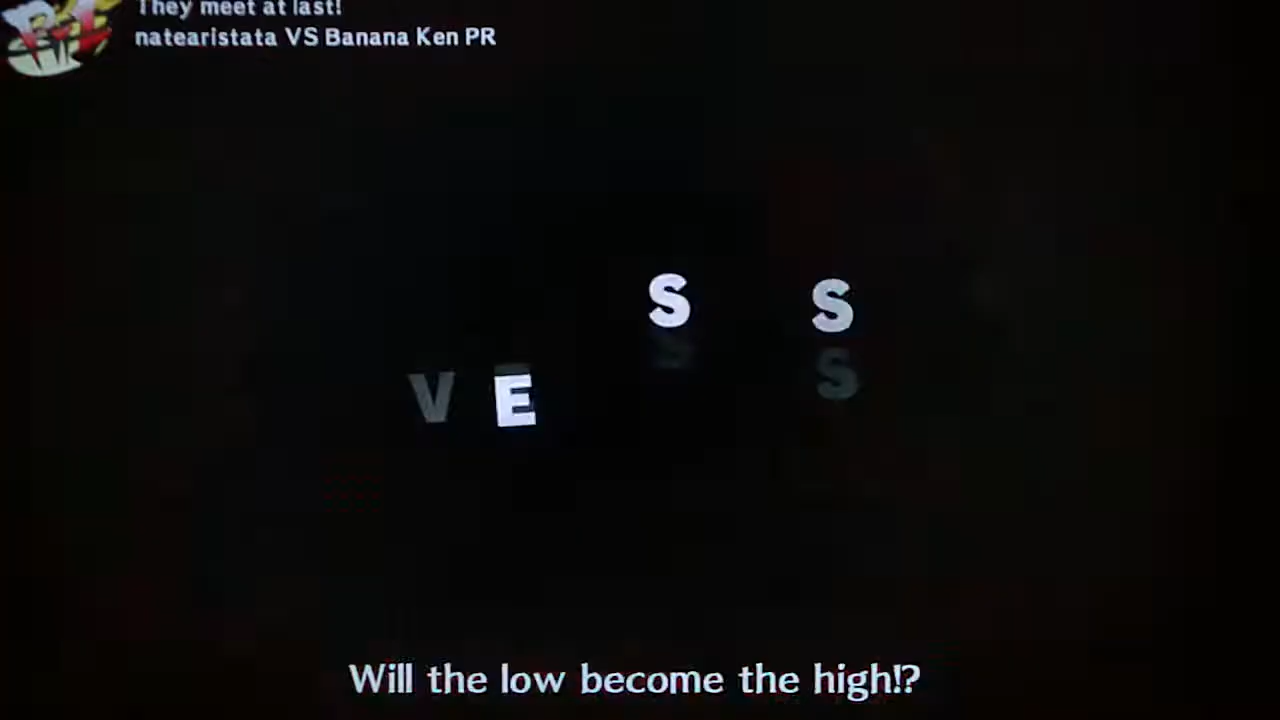 They meet at last!
natearistata VS Banana Ken PR
S S
V E
Will the low become the high!?